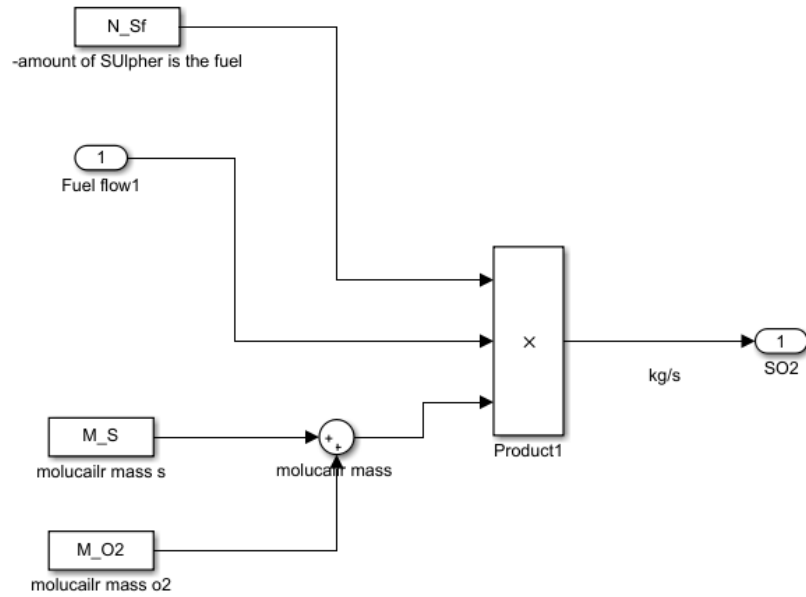 N_Sf
-amount of SUlpher is the fuel
1
Fuel flow1
M_S
molucailr mass s
+
+
molucailr mass
M_O2
molucailr mass o2
×
Product1
kg/s
1
SO2